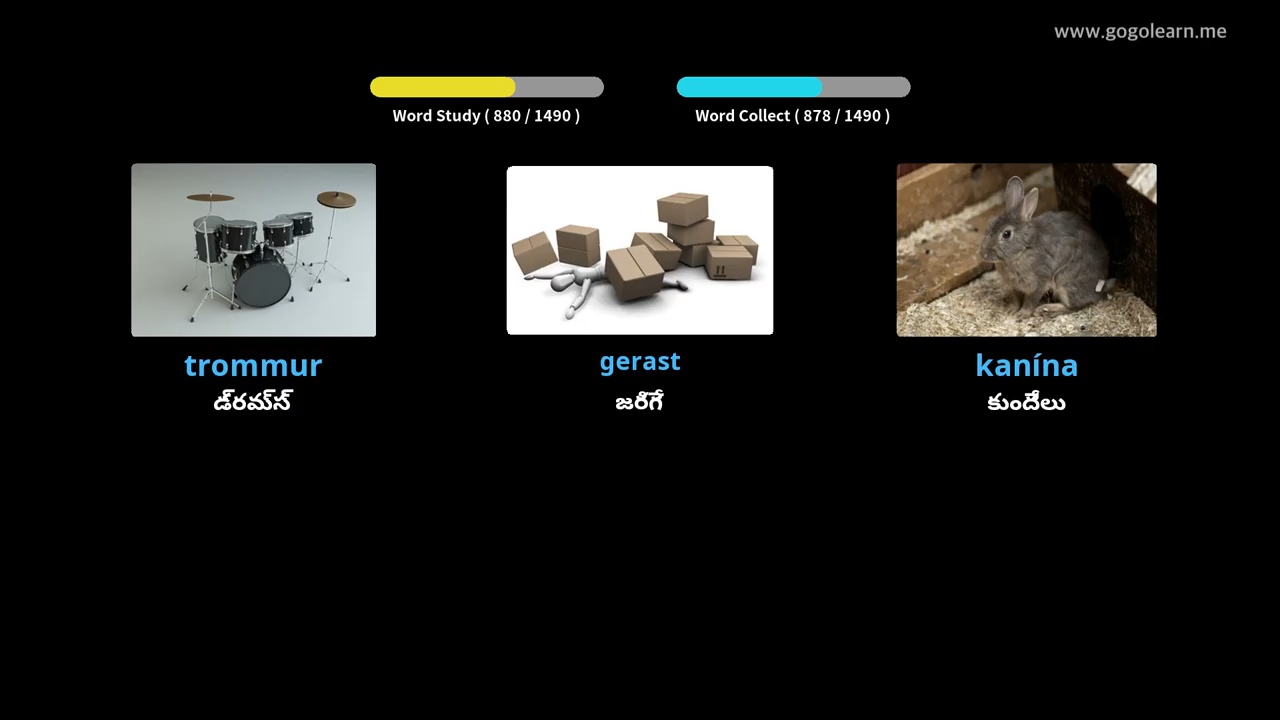 www.gogolearn.me
Word Study ( 880 / 1490 )
Word Collect ( 878 / 1490 )
trommur
డ్రమ్స్
gerast
జరిగే
kanína
కుందేలు